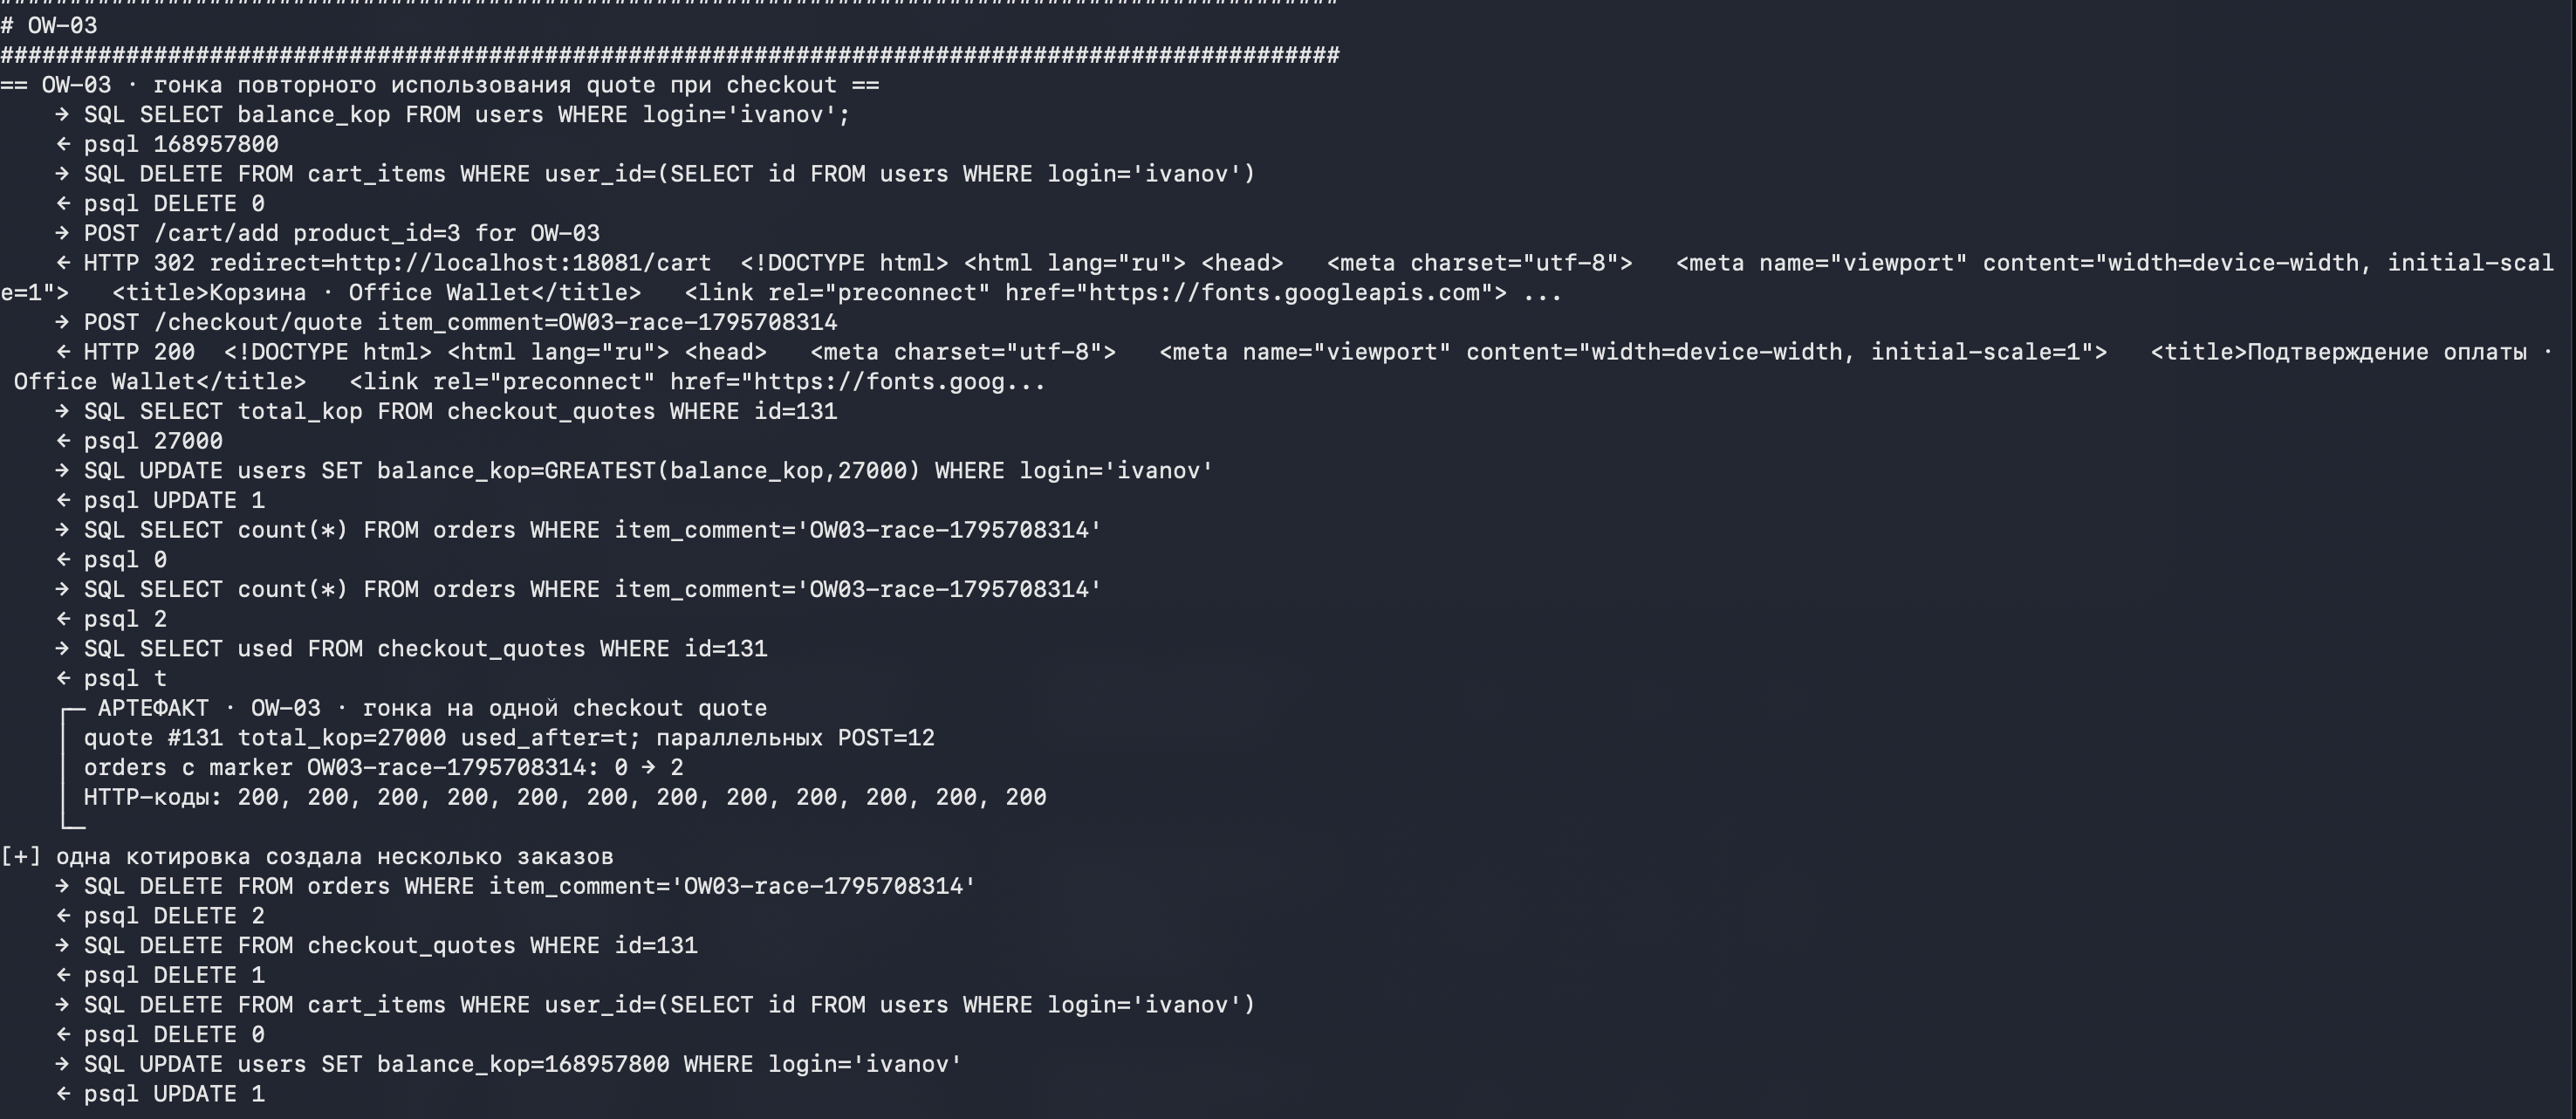 # OW-03
################################################################################################
== OW-03 · гонка повторного использования quote при checkout ==
→ SQL SELECT balance_kop FROM users WHERE login='ivanov';
← psql 168957800
→ SQL DELETE FROM cart_items WHERE user_id=(SELECT id FROM users WHERE login='ivanov')
← psql DELETE 0
→ POST /cart/add product_id=3 for OW-03
← HTTP 302 redirect=http://localhost:18081/cart  <!DOCTYPE html> <html lang="ru"> <head>   <meta charset="utf-8">   <meta name="viewport" content="width=device-width, initial-scal
e=1">   <title>Корзина · Office Wallet</title>   <link rel="preconnect" href="https://fonts.googleapis.com"> ...
→ POST /checkout/quote item_comment=OW03-race-1795708314
← HTTP 200  <!DOCTYPE html> <html lang="ru"> <head>   <meta charset="utf-8">   <meta name="viewport" content="width=device-width, initial-scale=1">   <title>Подтверждение оплаты ·
Office Wallet</title>   <link rel="preconnect" href="https://fonts.goog...
→ SQL SELECT total_kop FROM checkout_quotes WHERE id=131
← psql 27000
→ SQL UPDATE users SET balance_kop=GREATEST(balance_kop,27000) WHERE login='ivanov'
← psql UPDATE 1
→ SQL SELECT count(*) FROM orders WHERE item_comment='OW03-race-1795708314'
← psql 0
→ SQL SELECT count(*) FROM orders WHERE item_comment='OW03-race-1795708314'
← psql 2
→ SQL SELECT used FROM checkout_quotes WHERE id=131
← psql t
┌─ АРТЕФАКТ · OW-03 · гонка на одной checkout quote
│ quote #131 total_kop=27000 used_after=t; параллельных POST=12
│ orders с marker OW03-race-1795708314: 0 → 2
│ HTTP-коды: 200, 200, 200, 200, 200, 200, 200, 200, 200, 200, 200, 200
└─
[+] одна котировка создала несколько заказов
→ SQL DELETE FROM orders WHERE item_comment='OW03-race-1795708314'
← psql DELETE 2
→ SQL DELETE FROM checkout_quotes WHERE id=131
← psql DELETE 1
→ SQL DELETE FROM cart_items WHERE user_id=(SELECT id FROM users WHERE login='ivanov')
← psql DELETE 0
→ SQL UPDATE users SET balance_kop=168957800 WHERE login='ivanov'
← psql UPDATE 1